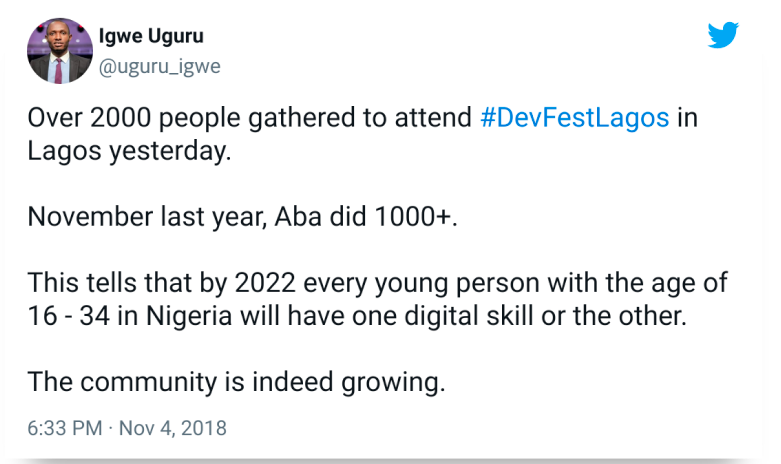 Igwe Uguru
@uguru_igwe
Over 2000 people gathered to attend #DevFestLagos in
Lagos yesterday.
November last year, Aba did 1000+.
This tells that by 2022 every young person with the age of
16 - 34 in Nigeria will have one digital skill or the other.
The community is indeed growing.
6:33 PM · Nov 4, 2018